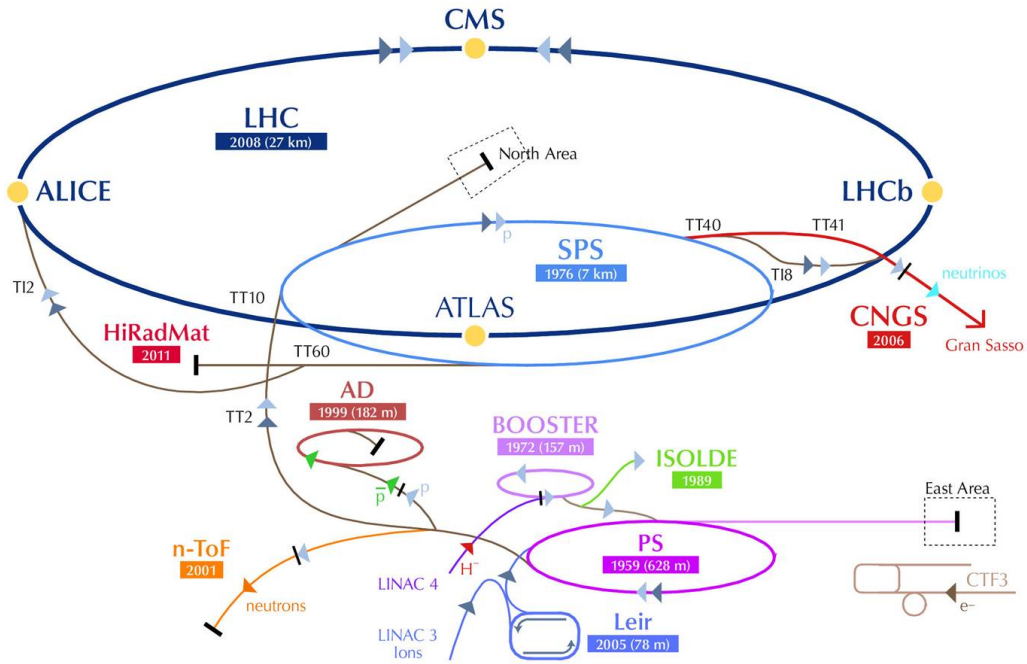 CMS
LHC
2008 (27 km)
North Area
ALICE
LHCb
TT40
TT41
SPS
1976 (7 km)
p
TI8
neutrinos
TI2
TT10
ATLAS
CNGS
2006
Gran Sasso
HiRadMat
2011
TT60
AD
1999 (182 m)
TT2
BOOSTER
1972 (157 m)
ISOLDE
1989
p̅
p
East Area
n-ToF
2001
PS
1959 (628 m)
LINAC 4
H⁻
neutrons
CTF3
e⁻
LINAC 3
Ions
Leir
2005 (78 m)